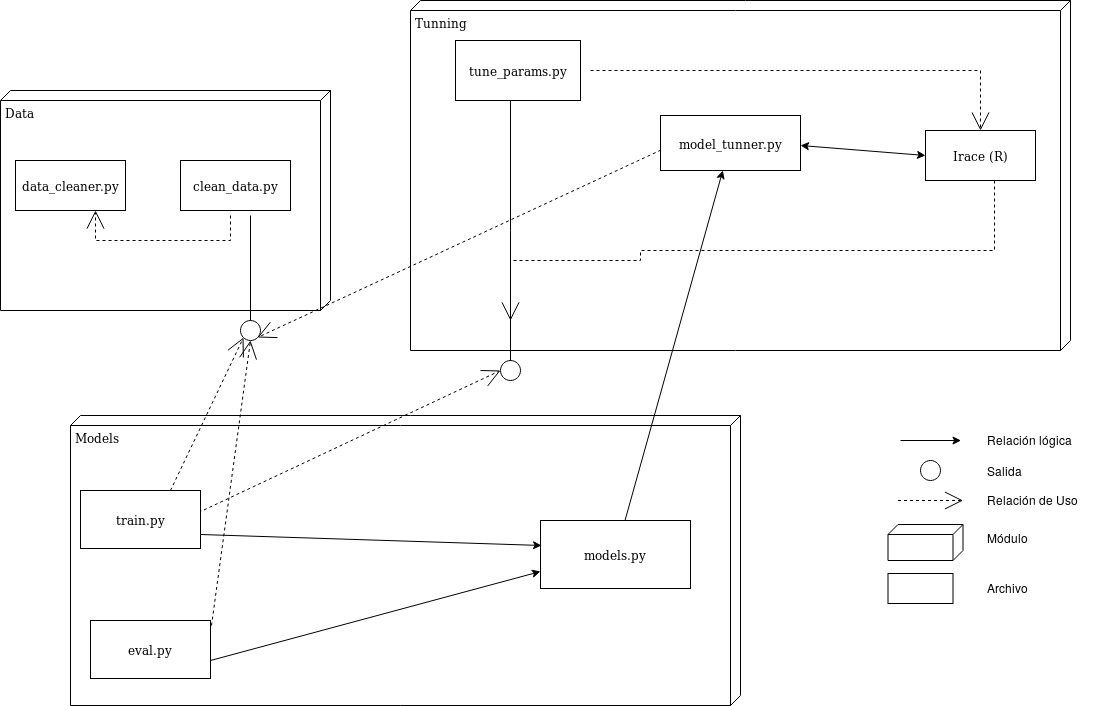 Tunning
tune_params.py
Data
model_tunner.py
Irace (R)
data_cleaner.py
clean_data.py
Models
train.py
models.py
eval.py
Relación lógica
Salida
Relación de Uso
Módulo
Archivo